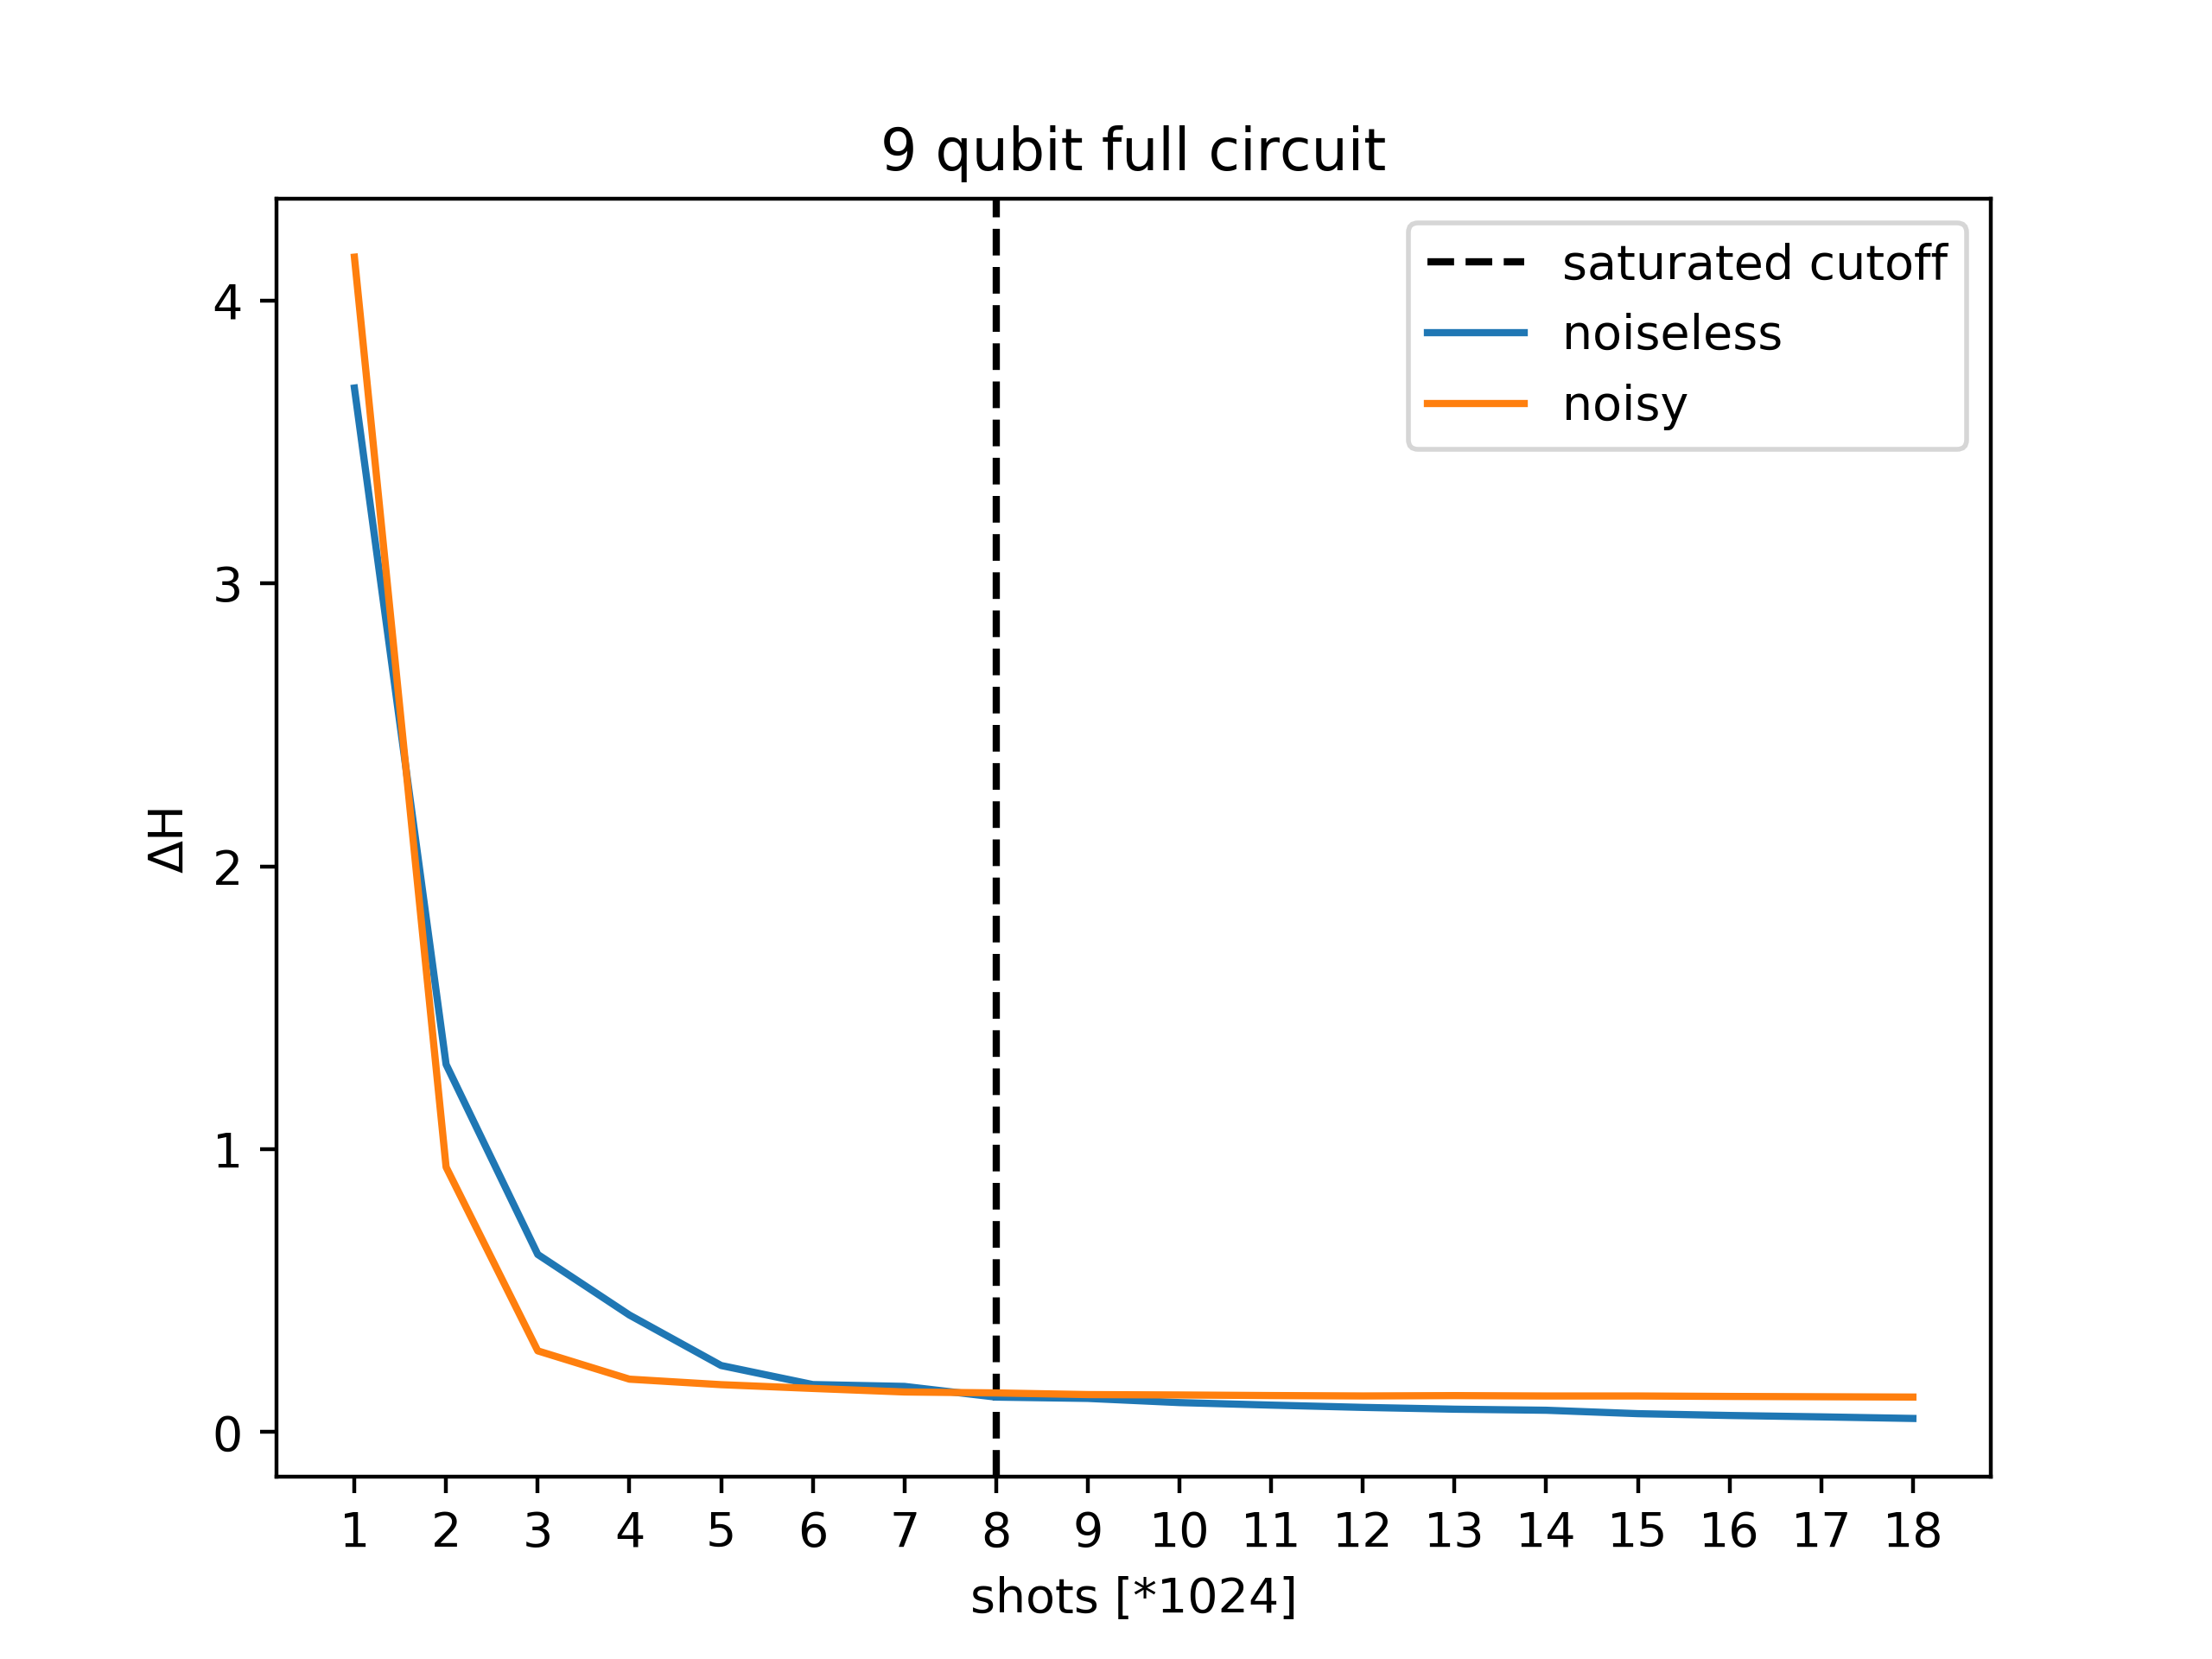 9 qubit full circuit
saturated cutoff
noiseless
noisy
4
3
2
1
0
ΔH
1 2 3 4 5 6 7 8 9 10 11 12 13 14 15 16 17 18
shots [*1024]